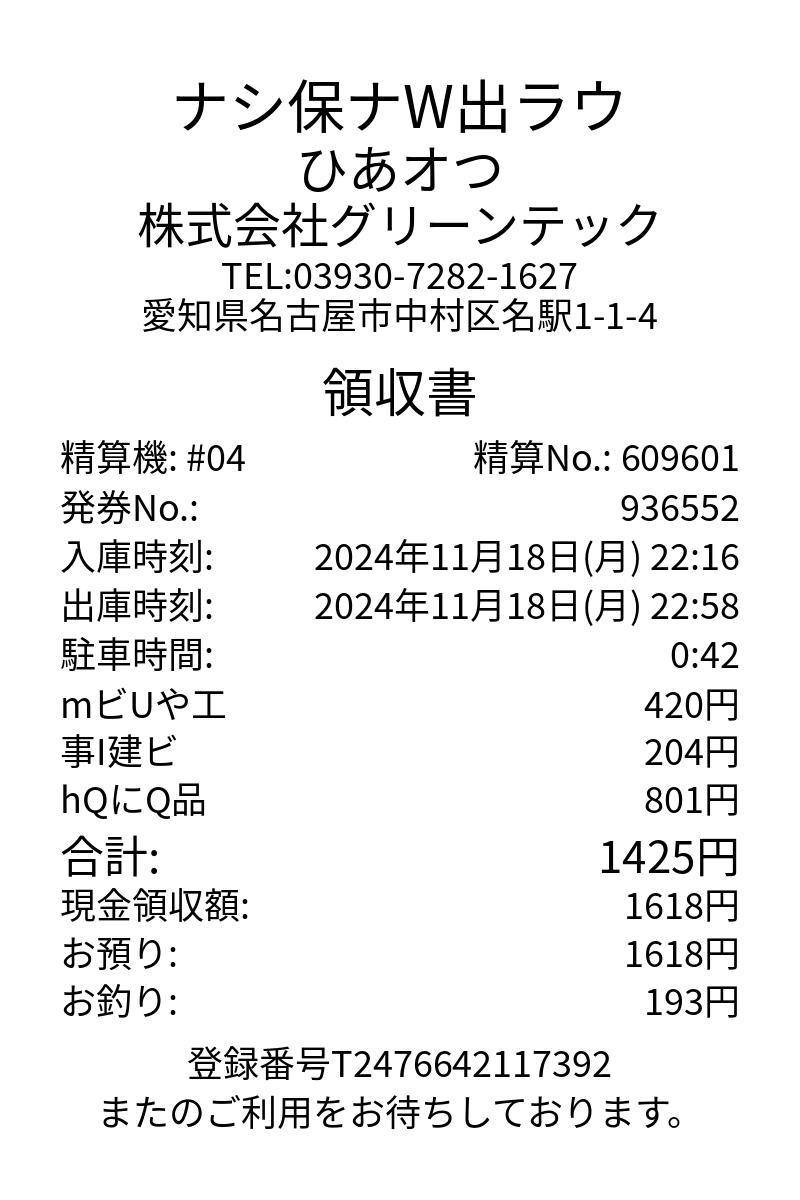 ナシ保ナW出ラウ
ひあオつ
株式会社グリーンテック
TEL:03930-7282-1627
愛知県名古屋市中村区名駅1-1-4
領収書
精算機: #04 精算No.: 609601
発券No.: 936552
入庫時刻: 2024年11月18日(月) 22:16
出庫時刻: 2024年11月18日(月) 22:58
駐車時間: 0:42
mビUや工 420円
事I建ビ 204円
hQにQ品 801円
合計: 1425円
現金領収額: 1618円
お預り: 1618円
お釣り: 193円
登録番号T2476642117392
またのご利用をお待ちしております。